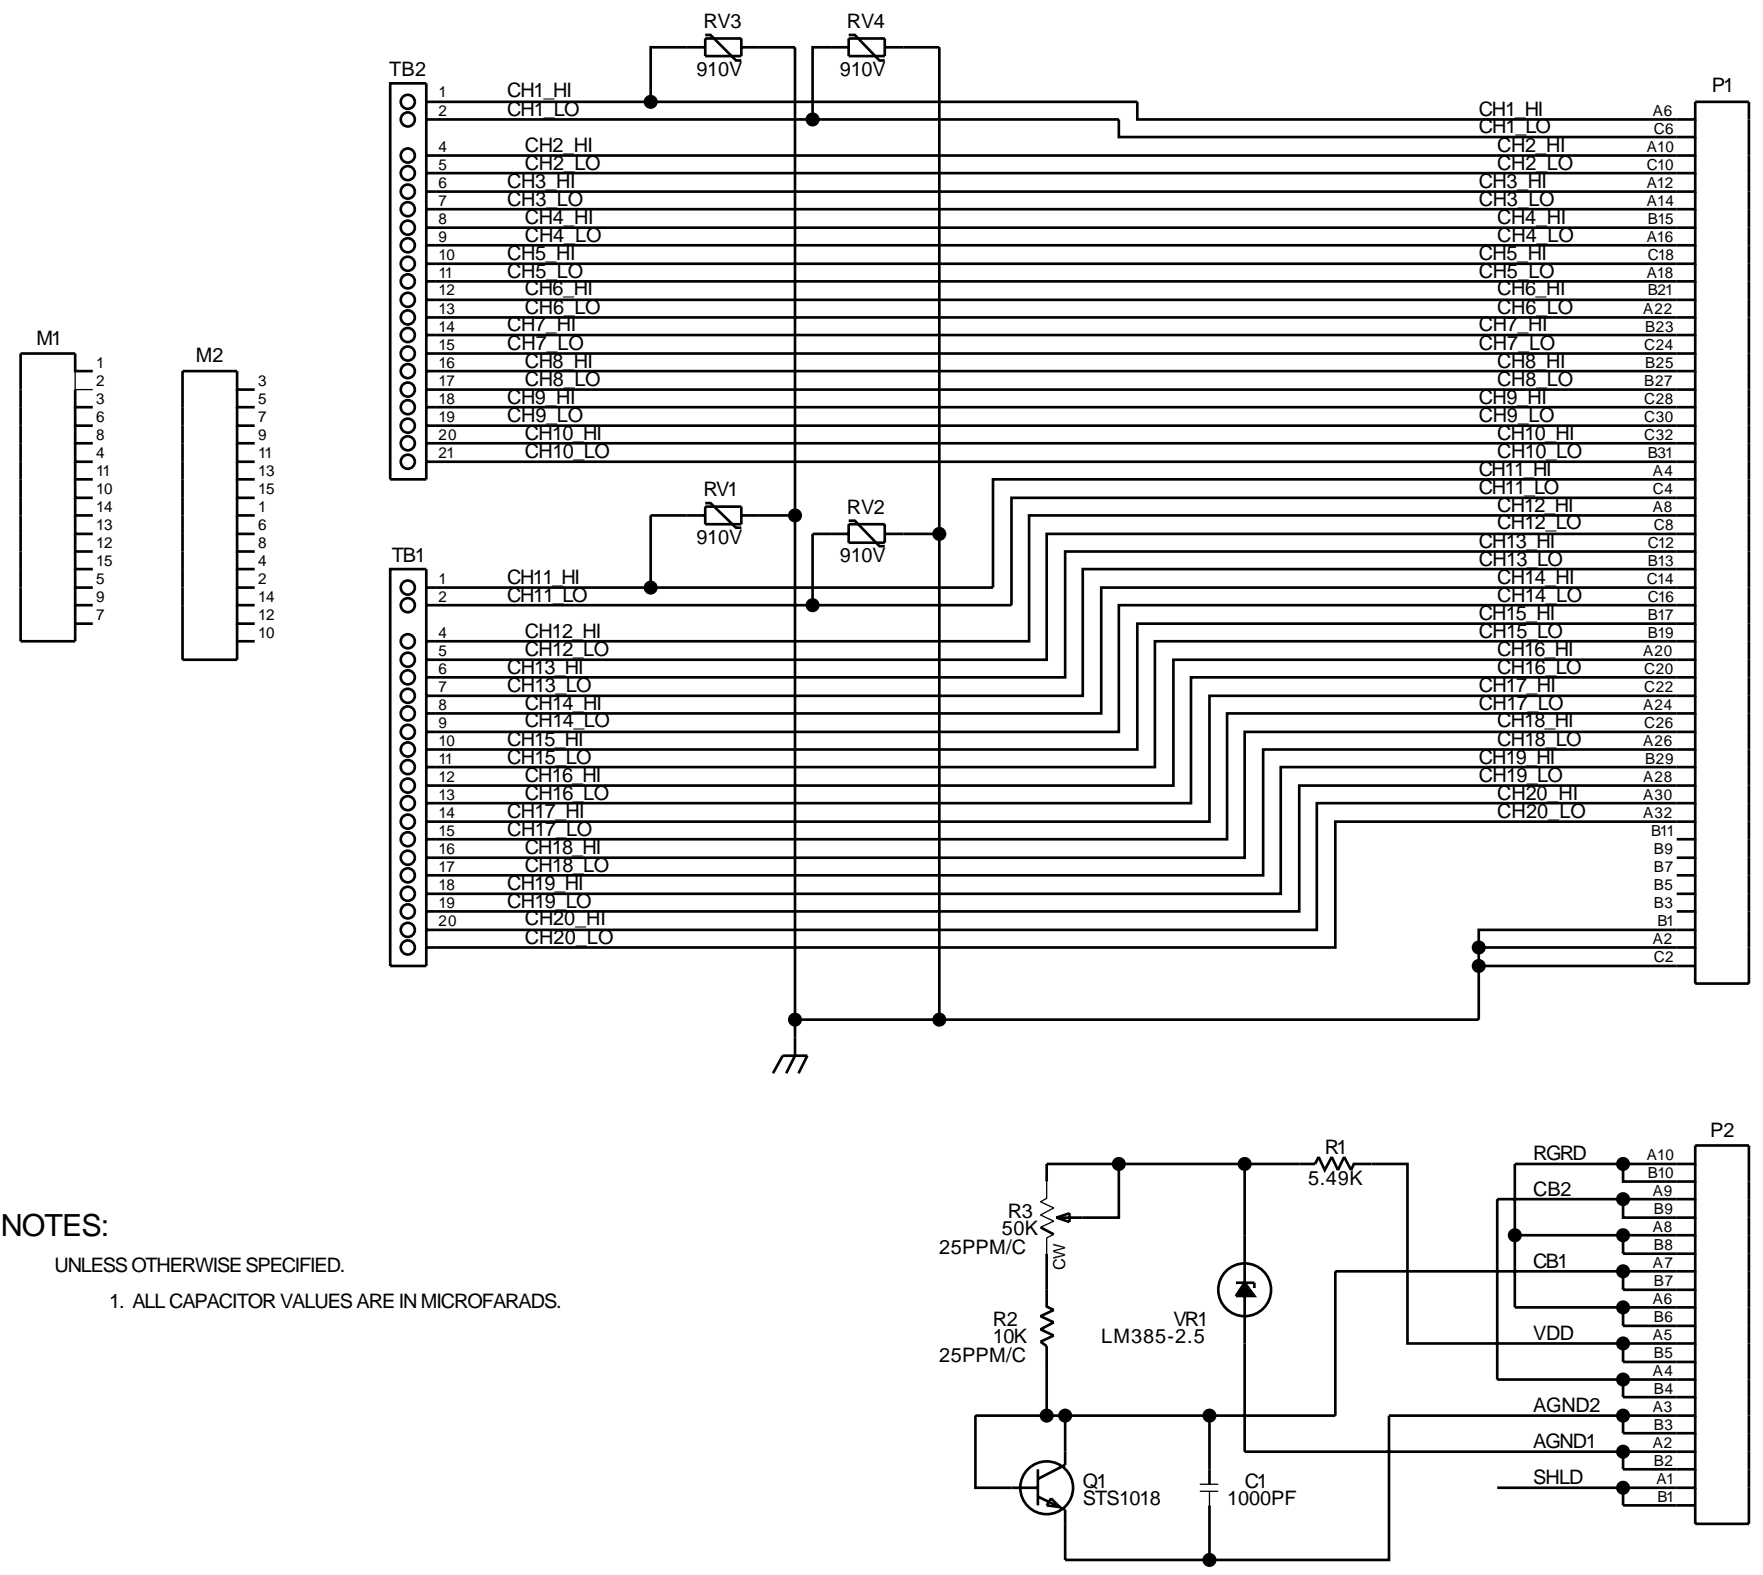 RV3 RV4
910V 910V
TB2
P1
1 CH1_HI CH1_HI A6
2 CH1_LO CH1_LO C6
4 CH2_HI CH2_HI A10
5 CH2_LO CH2_LO C10
6 CH3_HI CH3_HI A12
7 CH3_LO CH3_LO A14
8 CH4_HI CH4_HI B15
9 CH4_LO CH4_LO A16
10 CH5_HI CH5_HI C18
11 CH5_LO CH5_LO A18
12 CH6_HI CH6_HI B21
13 CH6_LO CH6_LO A22
14 CH7_HI CH7_HI B23
15 CH7_LO CH7_LO C24
16 CH8_HI CH8_HI B25
17 CH8_LO CH8_LO B27
18 CH9_HI CH9_HI C28
19 CH9_LO CH9_LO C30
20 CH10_HI CH10_HI C32
21 CH10_LO CH10_LO B31
M1
1
2
3
6
8
4
11
10
14
13
12
15
5
9
7
M2
3
5
7
9
11
13
15
1
6
8
4
2
14
12
10
RV1 RV2
910V 910V
TB1
1 CH11_HI CH11_HI A4
2 CH11_LO CH11_LO C4
4 CH12_HI CH12_HI A8
5 CH12_LO CH12_LO C8
6 CH13_HI CH13_HI C12
7 CH13_LO CH13_LO B13
8 CH14_HI CH14_HI C14
9 CH14_LO CH14_LO C16
10 CH15_HI CH15_HI B17
11 CH15_LO CH15_LO B19
12 CH16_HI CH16_HI A20
13 CH16_LO CH16_LO C20
14 CH17_HI CH17_HI C22
15 CH17_LO CH17_LO A24
16 CH18_HI CH18_HI C26
17 CH18_LO CH18_LO A26
18 CH19_HI CH19_HI B29
19 CH19_LO CH19_LO A28
20 CH20_HI CH20_HI A30
CH20_LO CH20_LO A32
B11
B9
B7
B5
B3
B1
A2
C2
P2
R1
5.49K
R3
50K
25PPM/C
CW
R2
10K
25PPM/C
VR1
LM385-2.5
Q1
STS1018
C1
1000PF
RGRD A10
B10
CB2 A9
B9
A8
B8
CB1 A7
B7
A6
B6
VDD A5
B5
A4
B4
AGND2 A3
B3
AGND1 A2
B2
SHLD A1
B1
NOTES:
UNLESS OTHERWISE SPECIFIED.
1. ALL CAPACITOR VALUES ARE IN MICROFARADS.